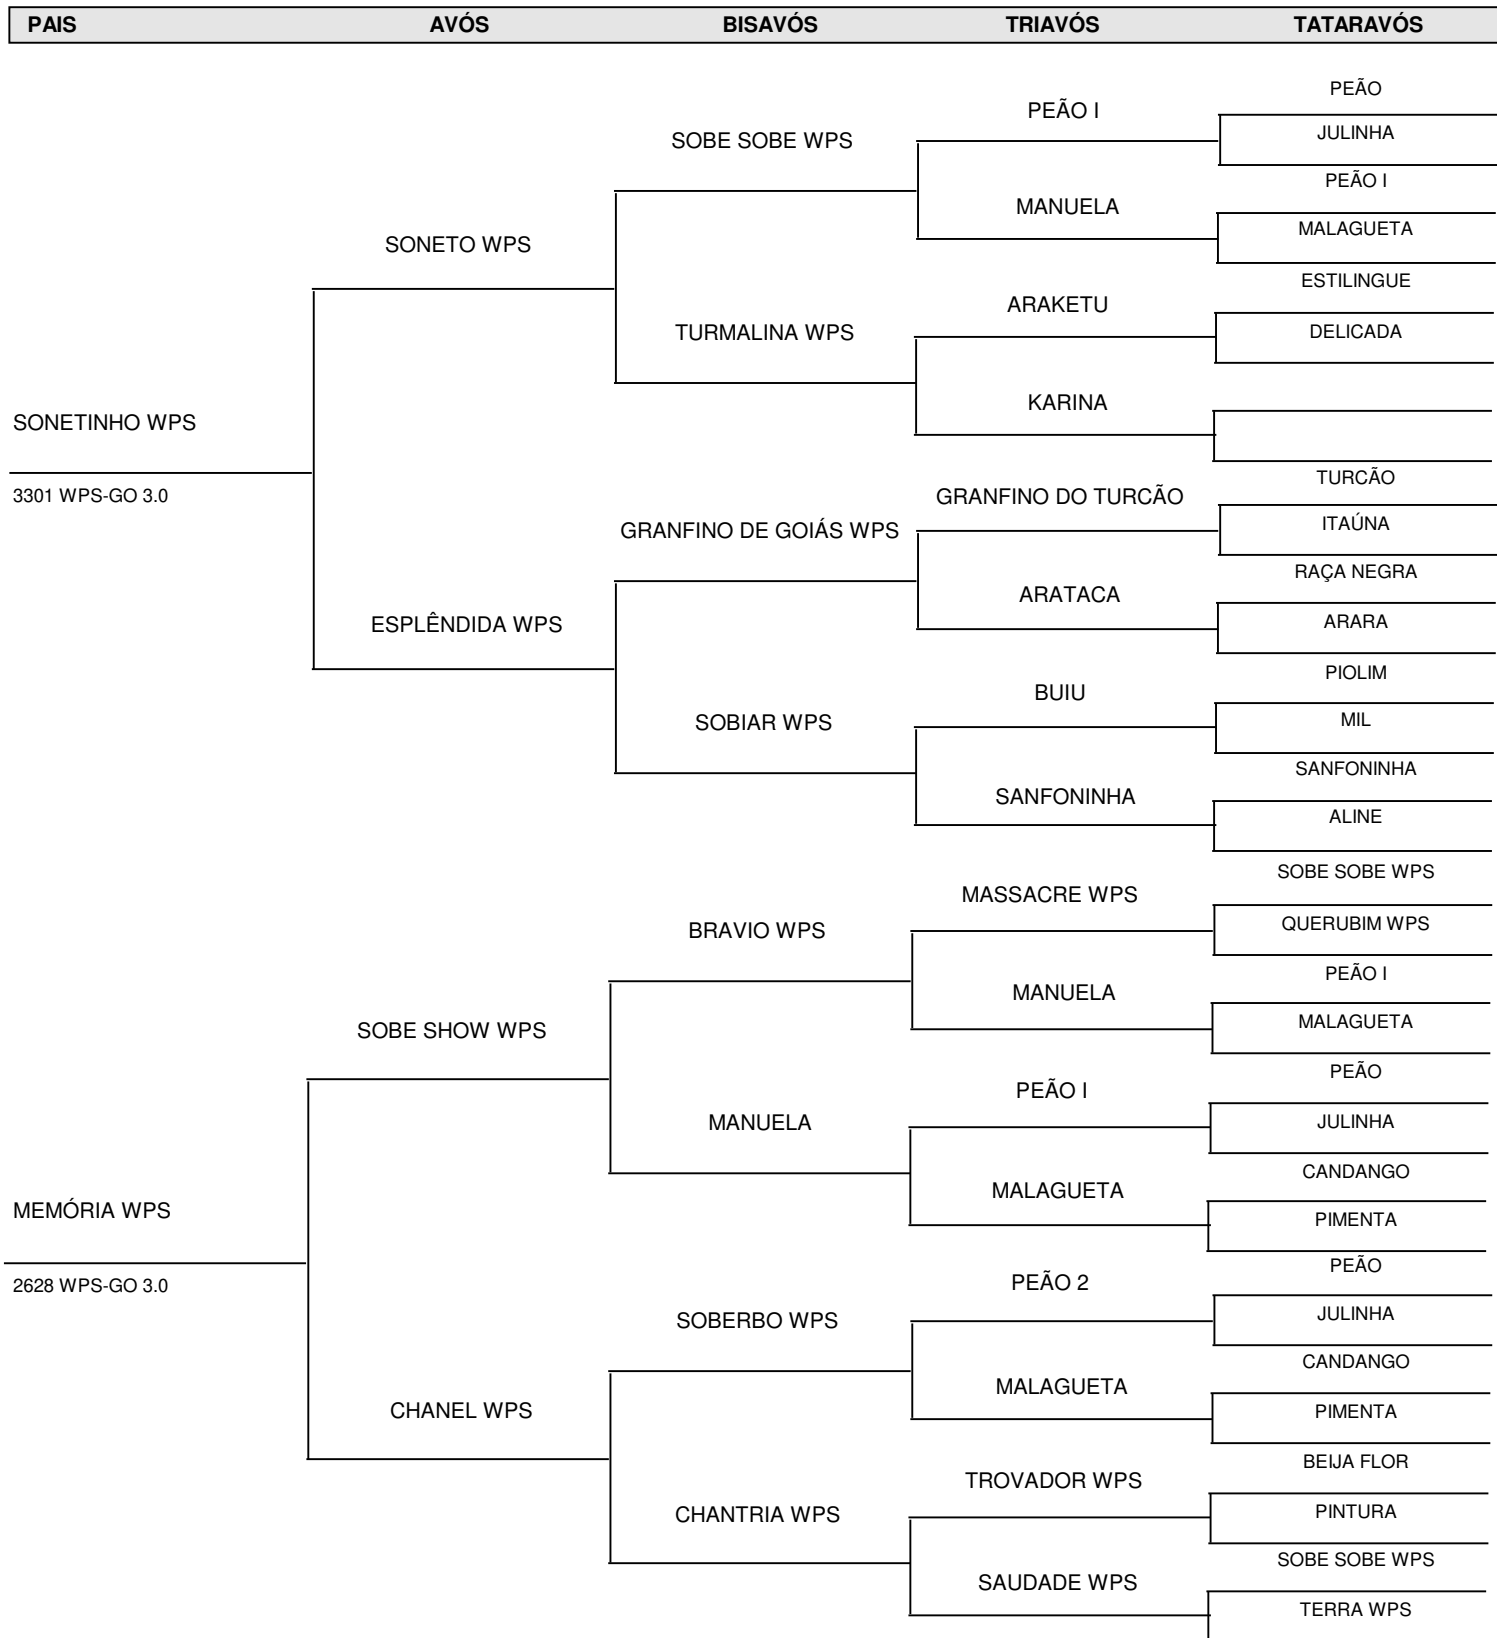 PAIS AVÓS BISAVÓS TRIAVÓS TATARAVÓS
PEÃO
PEÃO I
JULINHA
SOBE SOBE WPS
PEÃO I
MANUELA
MALAGUETA
SONETO WPS
ESTILINGUE
ARAKETU
TURMALINA WPS
DELICADA
KARINA
SONETINHO WPS
TURCÃO
3301 WPS-GO 3.0
GRANFINO DO TURCÃO
ITAÚNA
GRANFINO DE GOIÁS WPS
RAÇA NEGRA
ARATACA
ARARA
ESPLÊNDIDA WPS
PIOLIM
BUIU
MIL
SOBIAR WPS
SANFONINHA
SANFONINHA
ALINE
SOBE SOBE WPS
MASSACRE WPS
QUERUBIM WPS
BRAVIO WPS
PEÃO I
MANUELA
MALAGUETA
SOBE SHOW WPS
PEÃO
PEÃO I
JULINHA
MANUELA
CANDANGO
MALAGUETA
MEMÓRIA WPS
PIMENTA
PEÃO
2628 WPS-GO 3.0
PEÃO 2
JULINHA
SOBERBO WPS
CANDANGO
MALAGUETA
CHANEL WPS
PIMENTA
BEIJA FLOR
TROVADOR WPS
PINTURA
CHANTRIA WPS
SOBE SOBE WPS
SAUDADE WPS
TERRA WPS